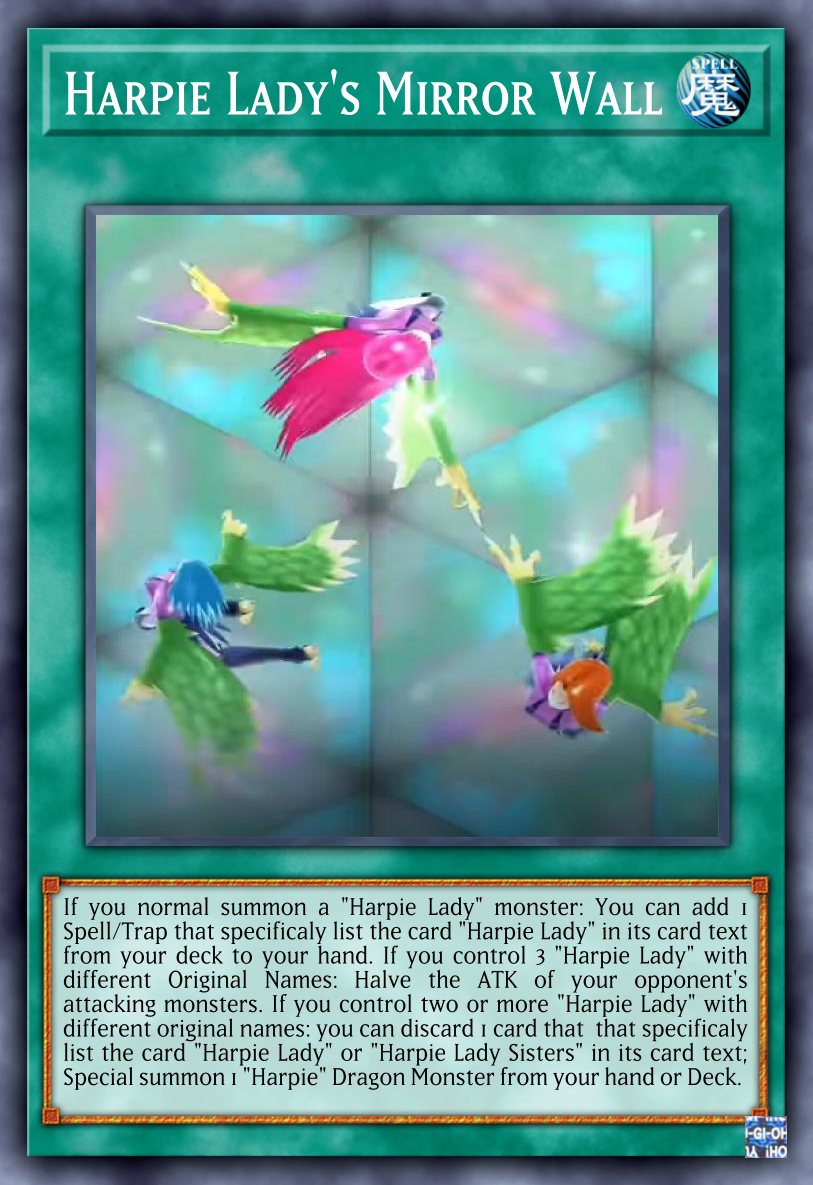 Harpie Lady's Mirror Wall
SPELL
魔
If you normal summon a "Harpie Lady" monster: You can add 1
Spell/Trap that specificaly list the card "Harpie Lady" in its card text
from your deck to your hand. If you control 3 "Harpie Lady" with
different Original Names: Halve the ATK of your opponent's
attacking monsters. If you control two or more "Harpie Lady" with
different original names: you can discard 1 card that that specificaly
list the card "Harpie Lady" or "Harpie Lady Sisters" in its card text;
Special summon 1 "Harpie" Dragon Monster from your hand or Deck.
I-GI-OH